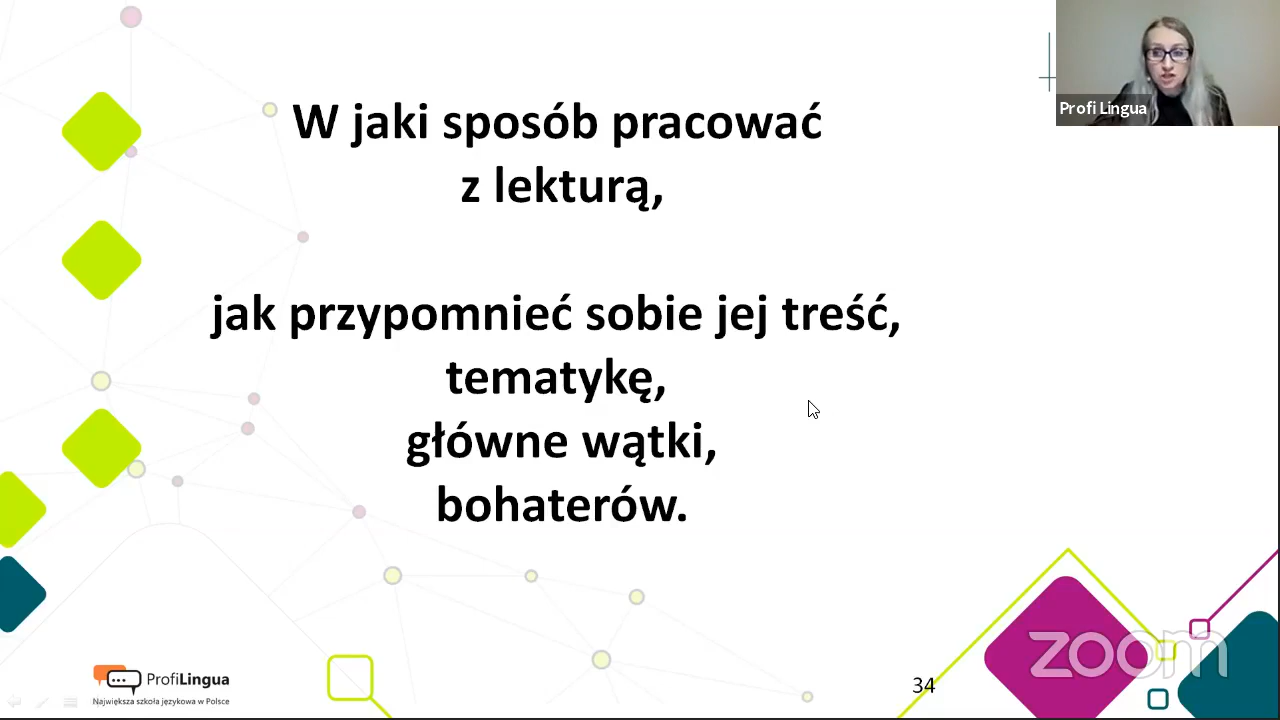 W jaki sposób pracować
z lekturą,
jak przypomnieć sobie jej treść,
tematykę,
główne wątki,
bohaterów.
Profi Lingua
ProfiLingua
Największa szkoła językowa w Polsce
34
zoom